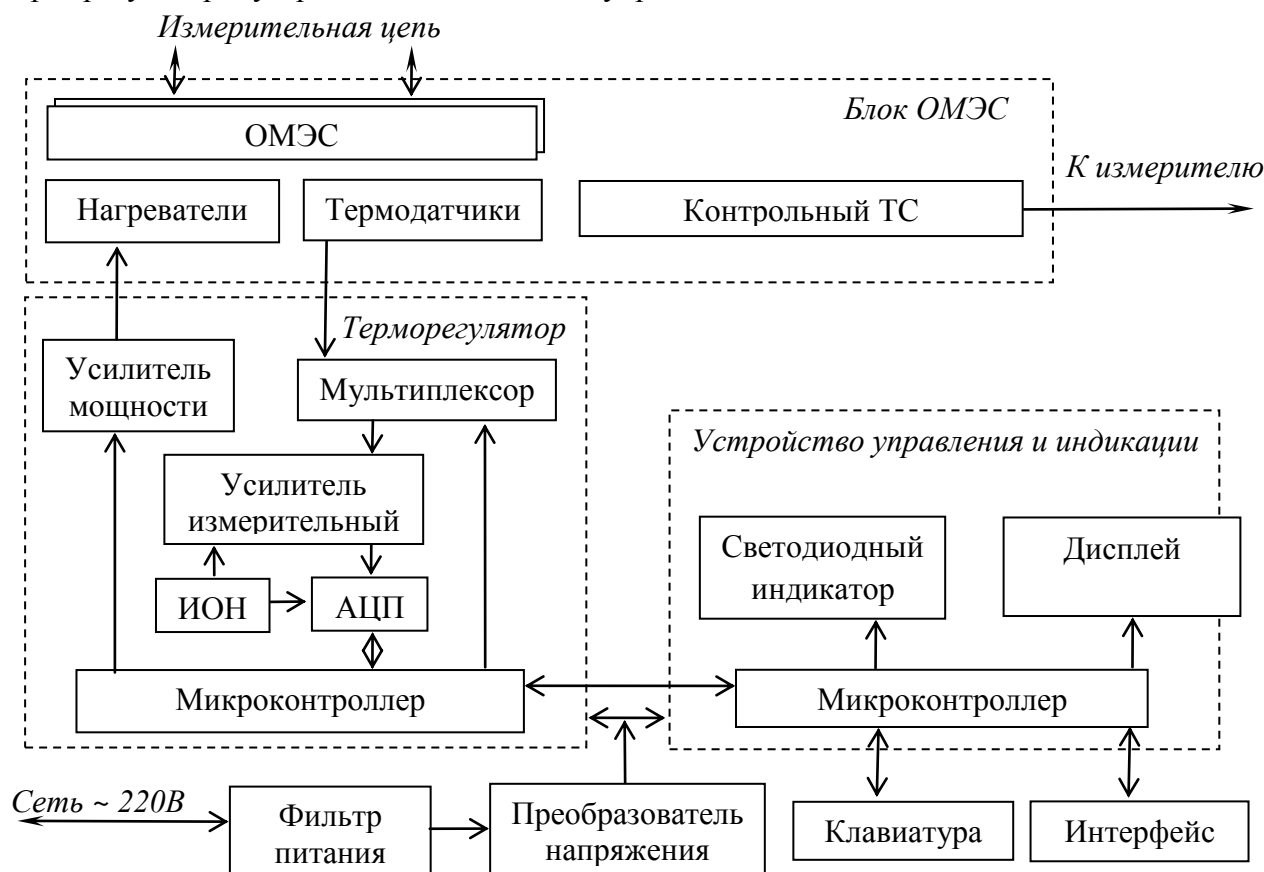 Измерительная цепь
Блок ОМЭС
ОМЭС
К измерителю
Нагреватели
Термодатчики
Контрольный ТС
Терморегулятор
Усилитель
мощности
Мультиплексор
Устройство управления и индикации
Усилитель
измерительный
Светодиодный
индикатор
Дисплей
ИОН
АЦП
Микроконтроллер
Микроконтроллер
Сеть ~ 220В
Фильтр
питания
Преобразователь
напряжения
Клавиатура
Интерфейс